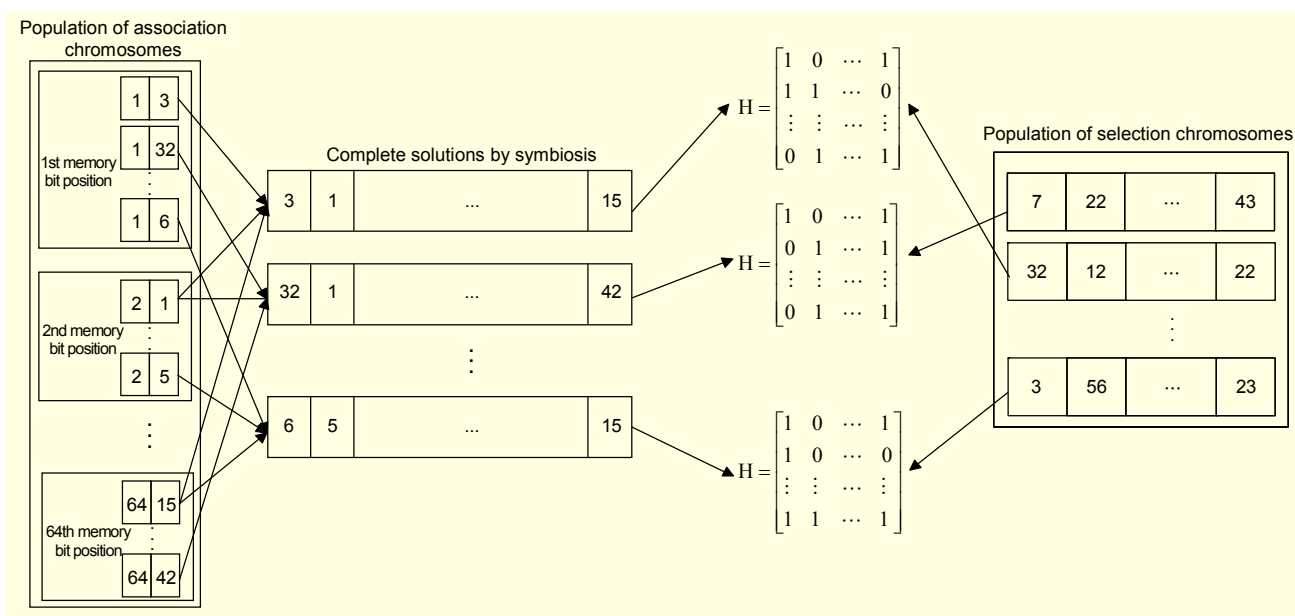 Population of association
chromosomes
1 3
1 32
⋮
1 6
1st memory
bit position
2 1
⋮
2 5
2nd memory
bit position
⋮
64 15
⋮
64 42
64th memory
bit position
Complete solutions by symbiosis
3 1 ... 15
32 1 ... 42
⋮
6 5 ... 15
H = [1 0 ⋯ 1
1 1 ⋯ 0
⋮ ⋮ ⋯ ⋮
0 1 ⋯ 1]
H = [1 0 ⋯ 1
0 1 ⋯ 1
⋮ ⋮ ⋯ ⋮
0 1 ⋯ 1]
H = [1 0 ⋯ 1
1 0 ⋯ 0
⋮ ⋮ ⋯ ⋮
1 1 ⋯ 1]
Population of selection chromosomes
7 22 ... 43
32 12 ... 22
⋮
3 56 ... 23